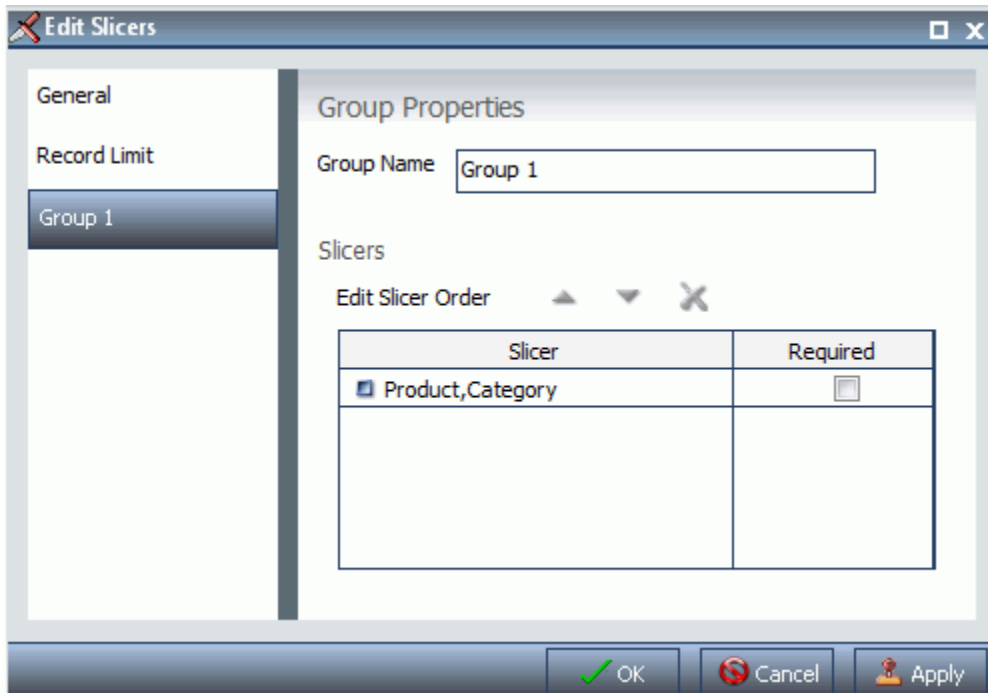 Edit Slicers
General
Record Limit
Group 1
Group Properties
Group Name Group 1
Slicers
Edit Slicer Order
Slicer Required
Product,Category
OK Cancel Apply